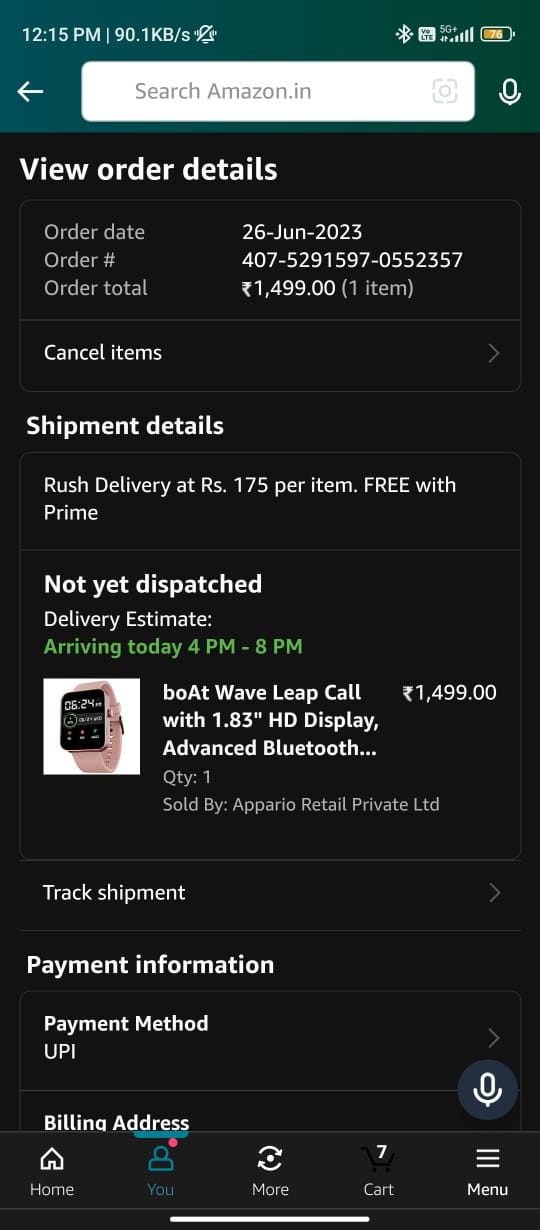 12:15 PM | 90.1KB/s
Vo LTE 5G+ 76
Search Amazon.in
View order details
Order date 26-Jun-2023
Order # 407-5291597-0552357
Order total ₹1,499.00 (1 item)
Cancel items
Shipment details
Rush Delivery at Rs. 175 per item. FREE with
Prime
Not yet dispatched
Delivery Estimate:
Arriving today 4 PM - 8 PM
06:24
boAt Wave Leap Call ₹1,499.00
with 1.83" HD Display,
Advanced Bluetooth...
Qty: 1
Sold By: Appario Retail Private Ltd
Track shipment
Payment information
Payment Method
UPI
Billing Address
7
Home You More Cart Menu